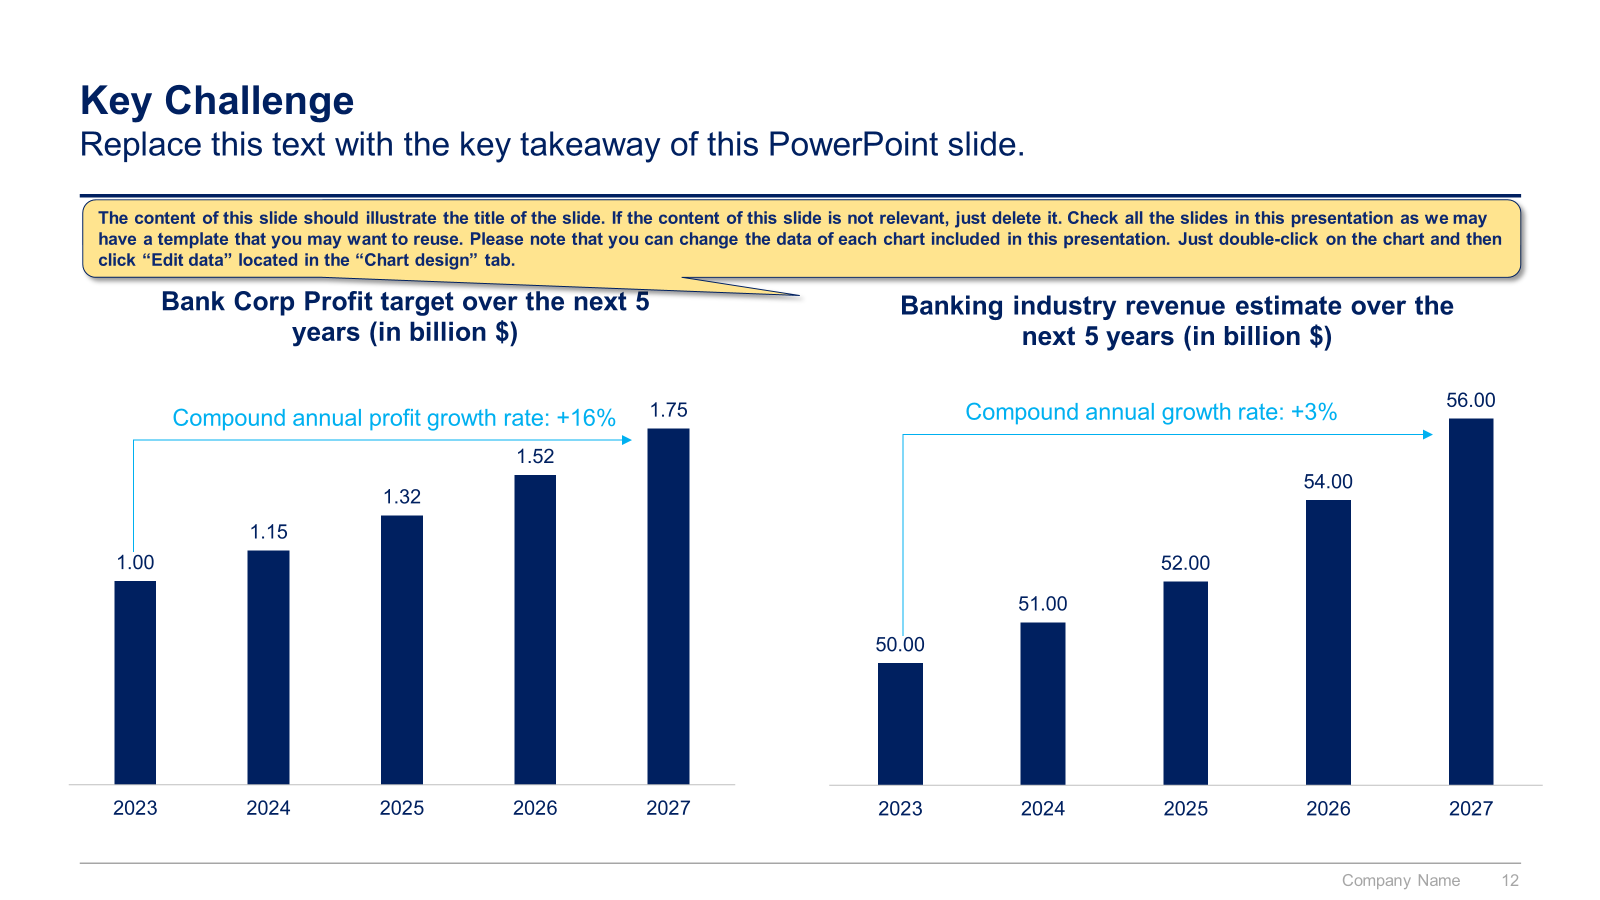 Key Challenge
Replace this text with the key takeaway of this PowerPoint slide.
The content of this slide should illustrate the title of the slide. If the content of this slide is not relevant, just delete it. Check all the slides in this presentation as we may
have a template that you may want to reuse. Please note that you can change the data of each chart included in this presentation. Just double-click on the chart and then
click “Edit data” located in the “Chart design” tab.
Bank Corp Profit target over the next 5
years (in billion $)
Compound annual profit growth rate: +16%
1.00
1.15
1.32
1.52
1.75
2023
2024
2025
2026
2027
Banking industry revenue estimate over the
next 5 years (in billion $)
Compound annual growth rate: +3%
50.00
51.00
52.00
54.00
56.00
2023
2024
2025
2026
2027
Company Name
12